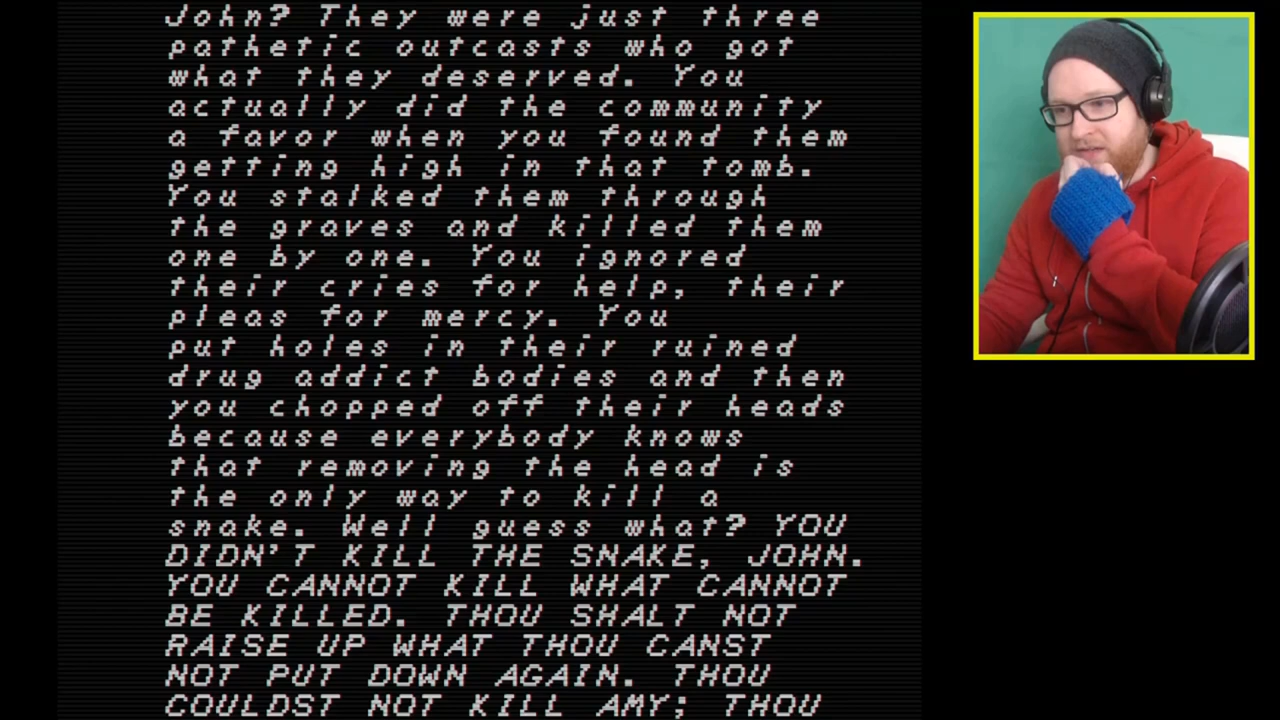 John? They were just three
pathetic outcasts who got
what they deserved. You
actually did the community
a favor when you found them
getting high in that tomb.
You stalked them through
the graves and killed them
one by one. You ignored
their cries for help, their
pleas for mercy. You
put holes in their ruined
drug addict bodies and then
you chopped off their heads
because everybody knows
that removing the head is
the only way to kill a
snake. Well guess what? YOU
DIDN'T KILL THE SNAKE, JOHN.
YOU CANNOT KILL WHAT CANNOT
BE KILLED. THOU SHALT NOT
RAISE UP WHAT THOU CANST
NOT PUT DOWN AGAIN. THOU
COULDST NOT KILL AMY; THOU